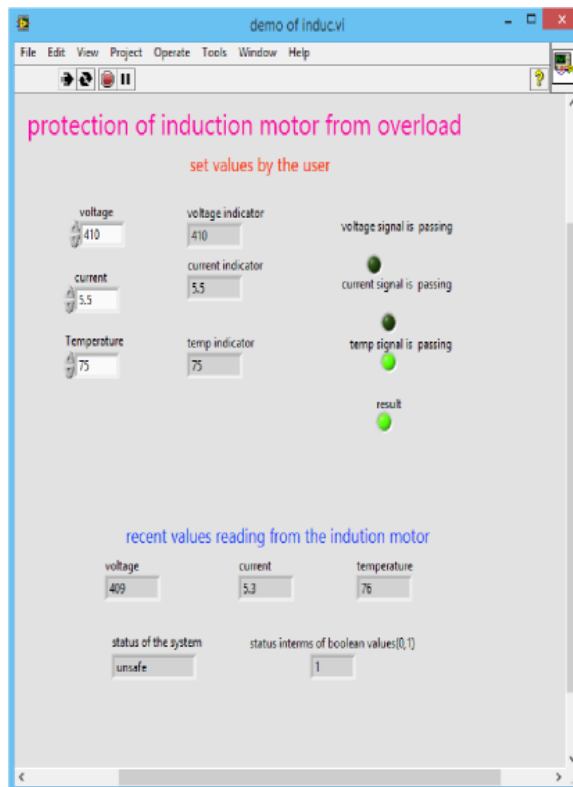 demo of induc.vi
File Edit View Project Operate Tools Window Help
protection of induction motor from overload
set values by the user
voltage voltage indicator voltage signal is passing
410 410
current current indicator current signal is passing
5.5 5.5
Temperature temp indicator temp signal is passing
75 75
result
recent values reading from the indution motor
voltage current temperature
409 5.3 76
status of the system status interms of boolean values(0,1)
unsafe 1